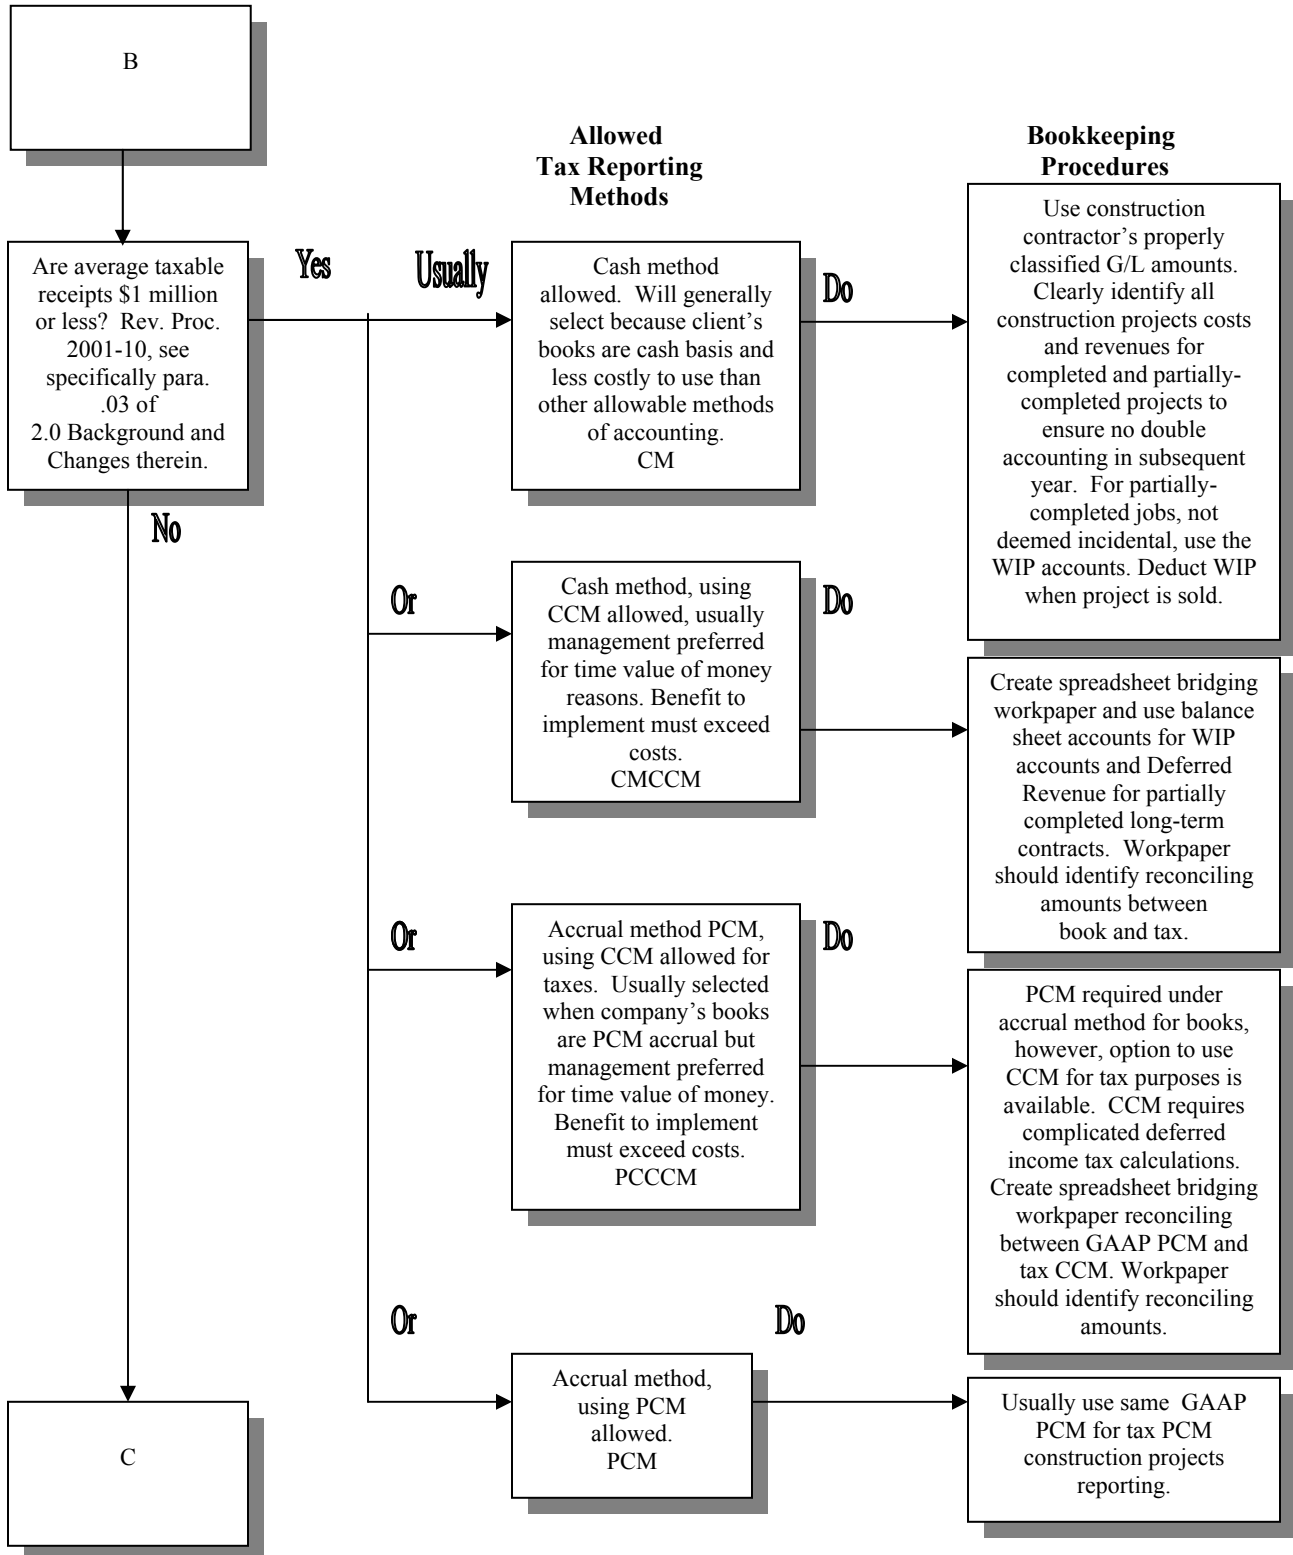 B
Allowed
Tax Reporting
Methods
Bookkeeping
Procedures
Are average taxable
receipts $1 million
or less?  Rev. Proc.
2001-10, see
specifically para.
.03 of
2.0 Background and
Changes therein.
Yes
No
Usually
Cash method
allowed.  Will generally
select because client’s
books are cash basis and
less costly to use than
other allowable methods
of accounting.
CM
Do
Use construction
contractor’s properly
classified G/L amounts.
Clearly identify all
construction projects costs
and revenues for
completed and partially-
completed projects to
ensure no double
accounting in subsequent
year.  For partially-
completed jobs, not
deemed incidental, use the
WIP accounts. Deduct WIP
when project is sold.
Or
Cash method, using
CCM allowed, usually
management preferred
for time value of money
reasons. Benefit to
implement must exceed
costs.
CMCCM
Do
Create spreadsheet bridging
workpaper and use balance
sheet accounts for WIP
accounts and Deferred
Revenue for partially
completed long-term
contracts.  Workpaper
should identify reconciling
amounts between
book and tax.
Or
Accrual method PCM,
using CCM allowed for
taxes.  Usually selected
when company’s books
are PCM accrual but
management preferred
for time value of money.
Benefit to implement
must exceed costs.
PCCCM
Do
PCM required under
accrual method for books,
however, option to use
CCM for tax purposes is
available.  CCM requires
complicated deferred
income tax calculations.
Create spreadsheet bridging
workpaper reconciling
between GAAP PCM and
tax CCM. Workpaper
should identify reconciling
amounts.
Or
Accrual method,
using PCM
allowed.
PCM
Do
Usually use same  GAAP
PCM for tax PCM
construction projects
reporting.
C